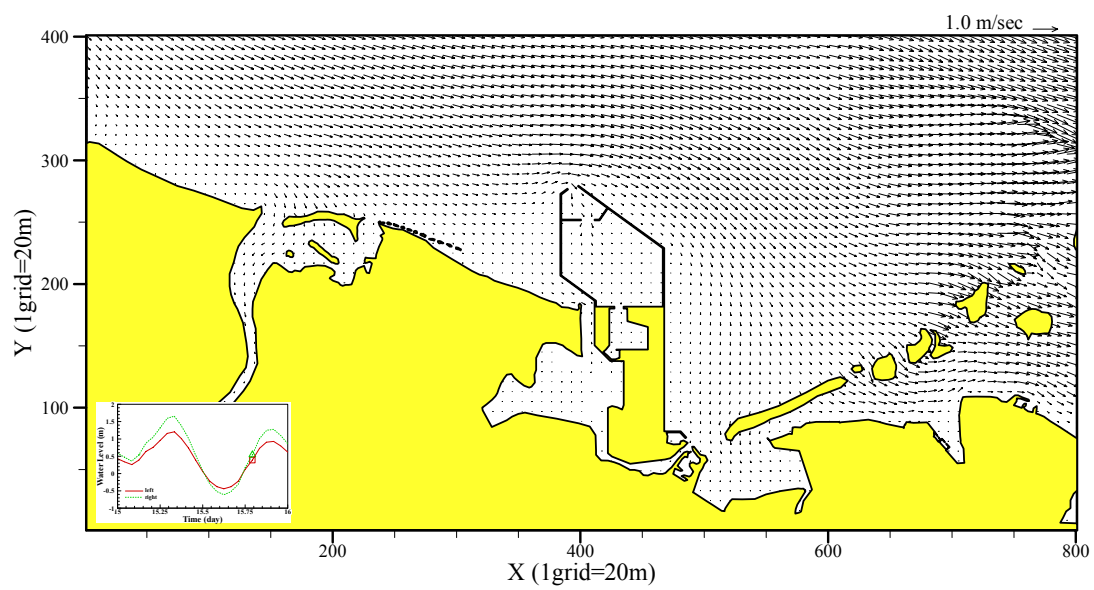 1.0 m/sec
400
300
200
100
Y (1grid=20m)
200
400
600
800
X (1grid=20m)
2
1.5
1
0.5
0
-0.5
-1
Water Level (m)
left
right
15
15.25
15.5
15.75
16
Time (day)